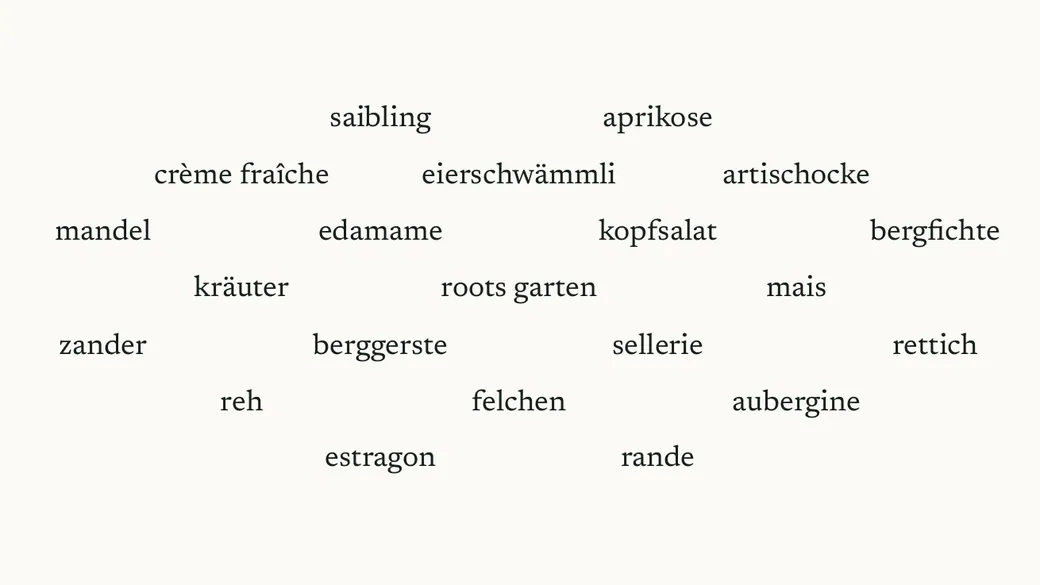 saibling aprikose
crème fraîche eierschwämmli artischocke
mandel edamame kopfsalat bergfichte
kräuter roots garten mais
zander berggerste sellerie rettich
reh felchen aubergine
estragon rande